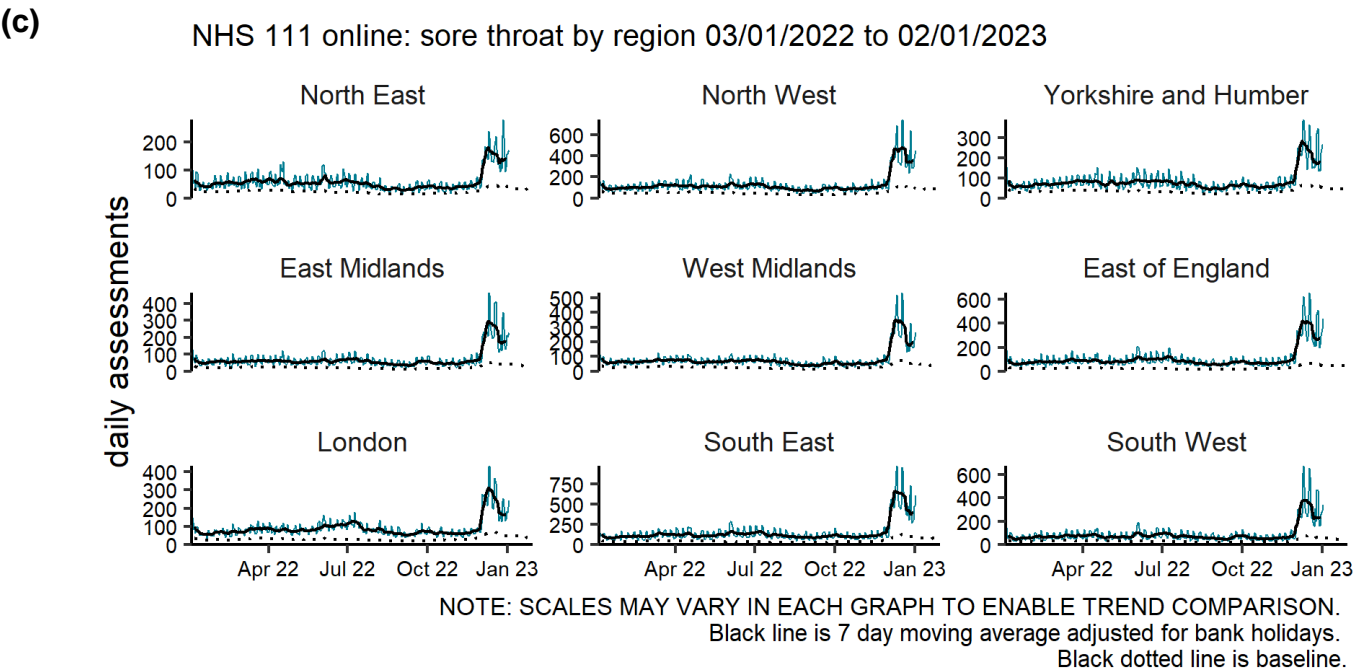 (c)
NHS 111 online: sore throat by region 03/01/2022 to 02/01/2023
daily assessments
North East
200
100
0
North West
600
400
200
0
Yorkshire and Humber
300
200
100
0
East Midlands
400
300
200
100
0
West Midlands
500
400
300
200
100
0
East of England
600
400
200
0
London
400
300
200
100
0
Apr 22 Jul 22 Oct 22 Jan 23
South East
750
500
250
0
Apr 22 Jul 22 Oct 22 Jan 23
South West
600
400
200
0
Apr 22 Jul 22 Oct 22 Jan 23
NOTE: SCALES MAY VARY IN EACH GRAPH TO ENABLE TREND COMPARISON.
Black line is 7 day moving average adjusted for bank holidays.
Black dotted line is baseline.